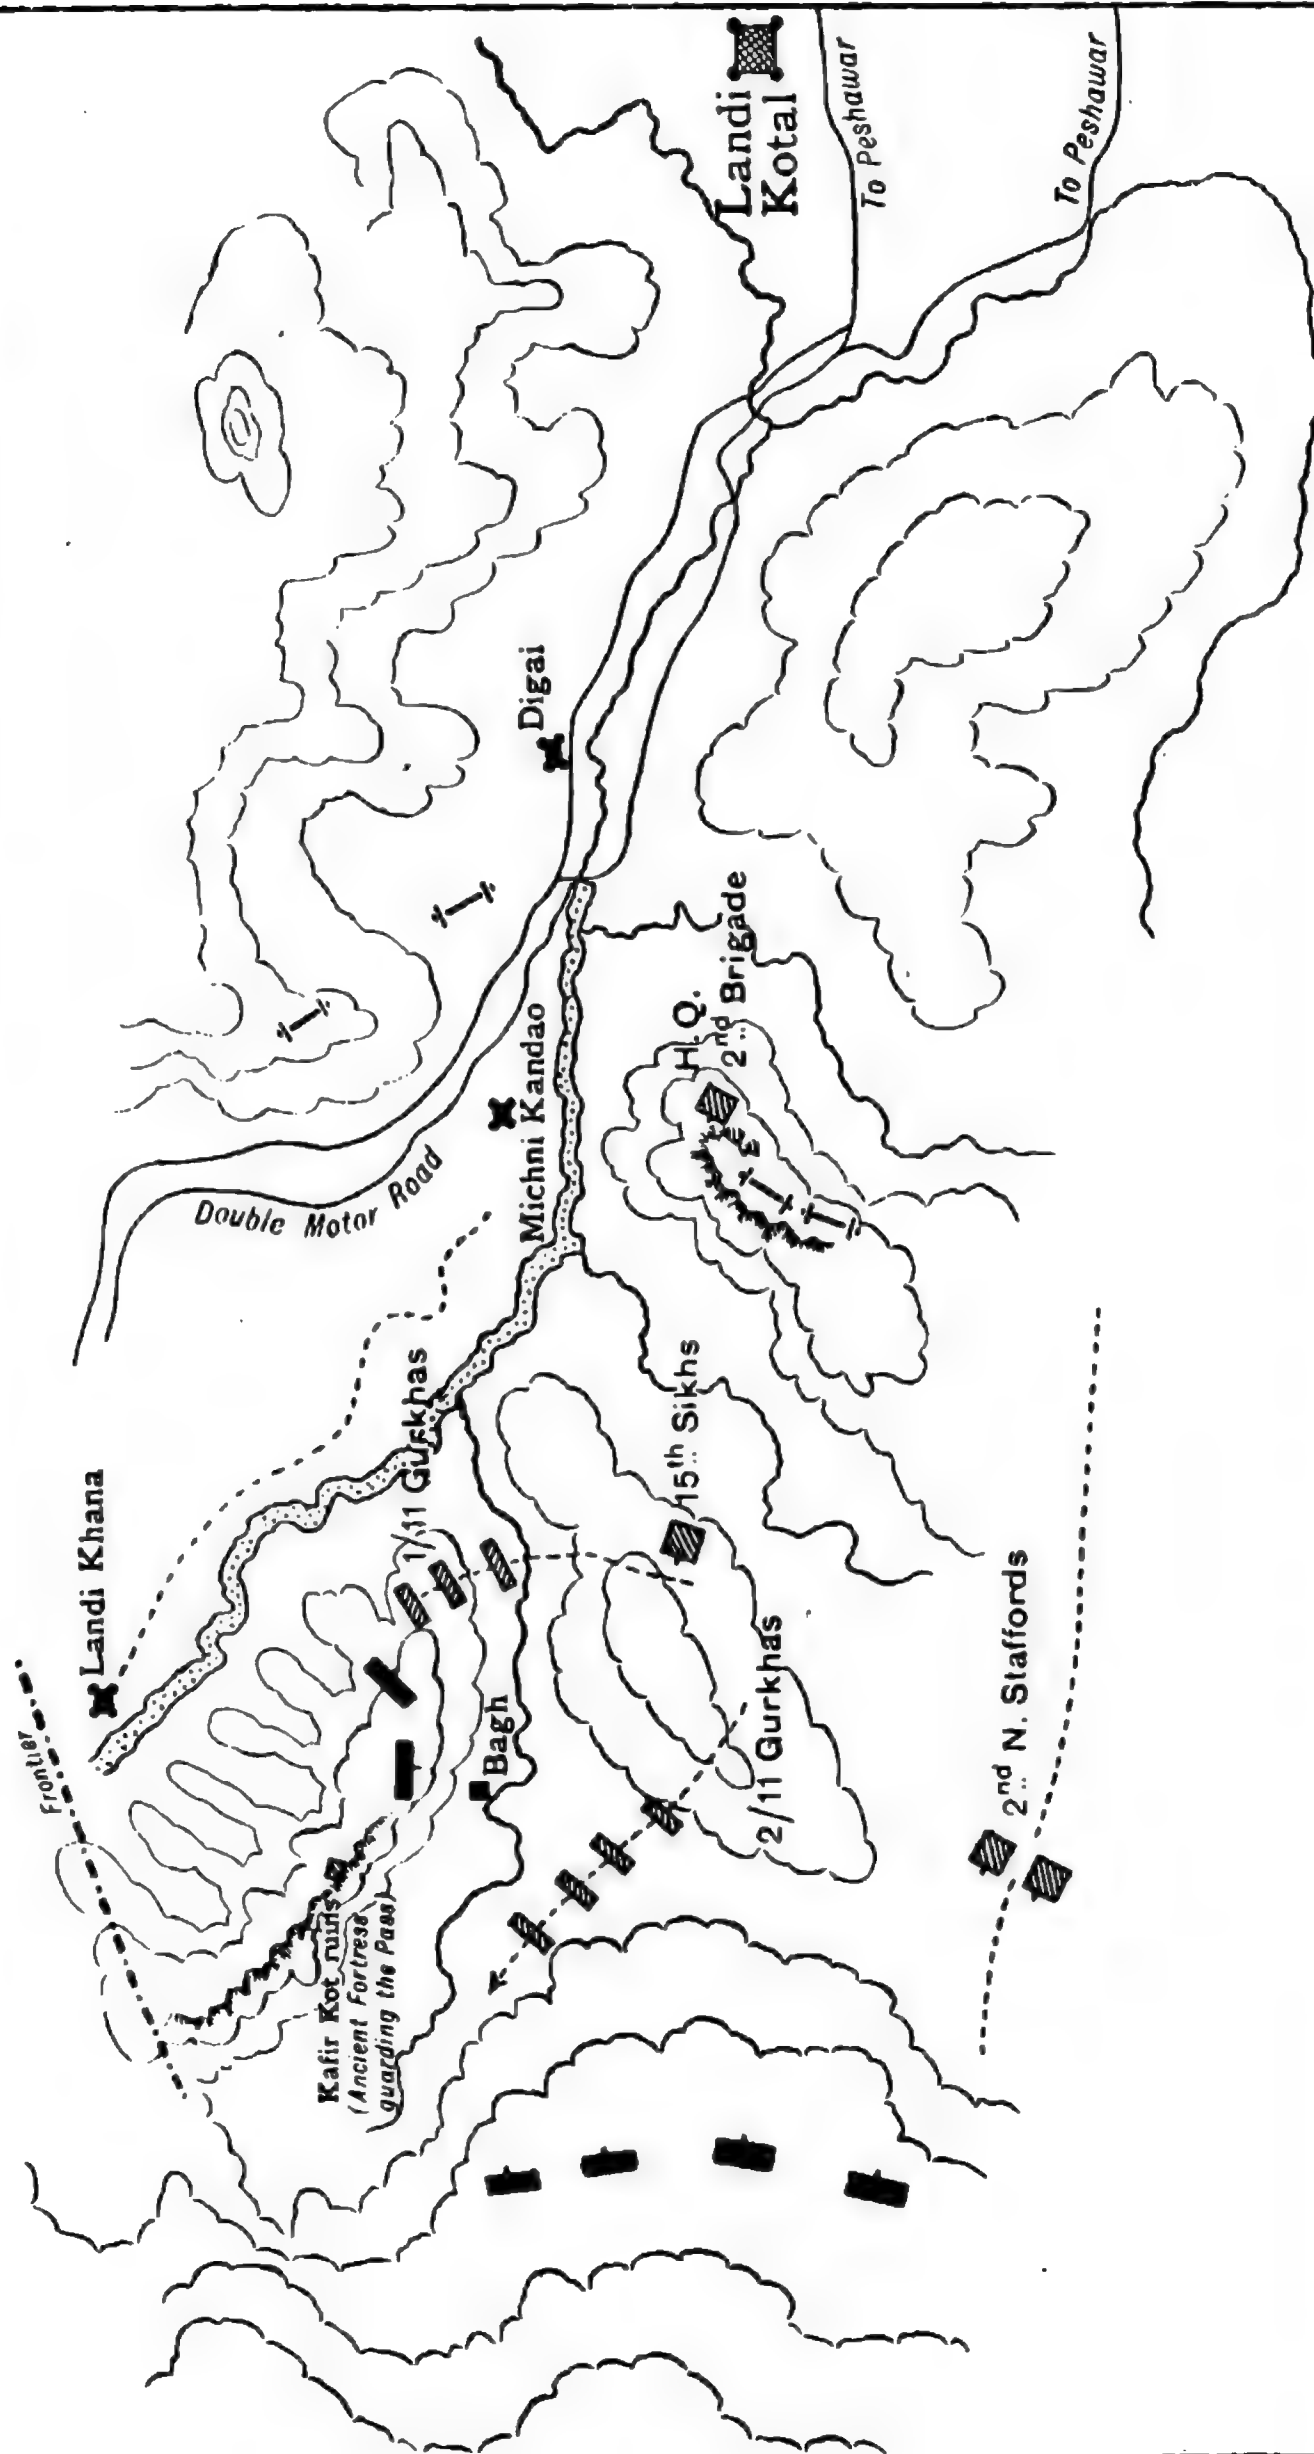 Landi Kotal
To Peshawar
To Peshawar
Digai
H. Q.
2nd Brigade
Michni Kandao
Double Motor Road
1/11 Gurkhas
15th Sikhs
Landi Khana
Frontier
Bagh
2/11 Gurkhas
2nd N. Staffords
Kafir Kot ruins
(Ancient Fortress
guarding the Pass)